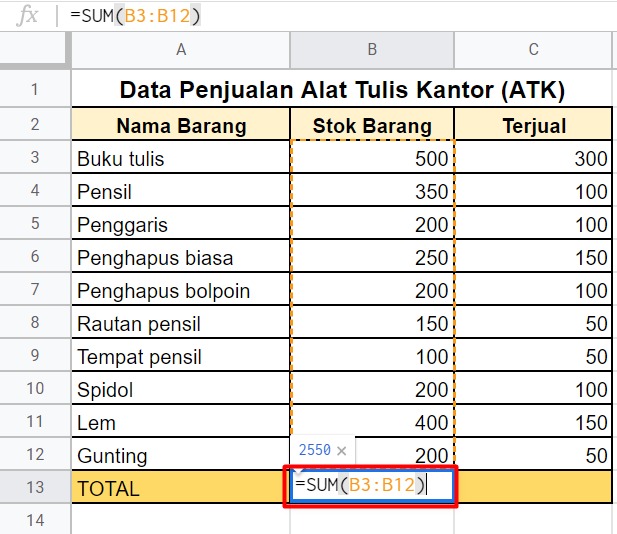 fx =SUM(B3:B12)
A B C
1 Data Penjualan Alat Tulis Kantor (ATK)
2 Nama Barang Stok Barang Terjual
3 Buku tulis 500 300
4 Pensil 350 100
5 Penggaris 200 100
6 Penghapus biasa 250 150
7 Penghapus bolpoin 200 100
8 Rautan pensil 150 50
9 Tempat pensil 100 50
10 Spidol 200 100
11 Lem 400 150
2550 ×
12 Gunting 200 50
13 TOTAL =SUM(B3:B12)
14